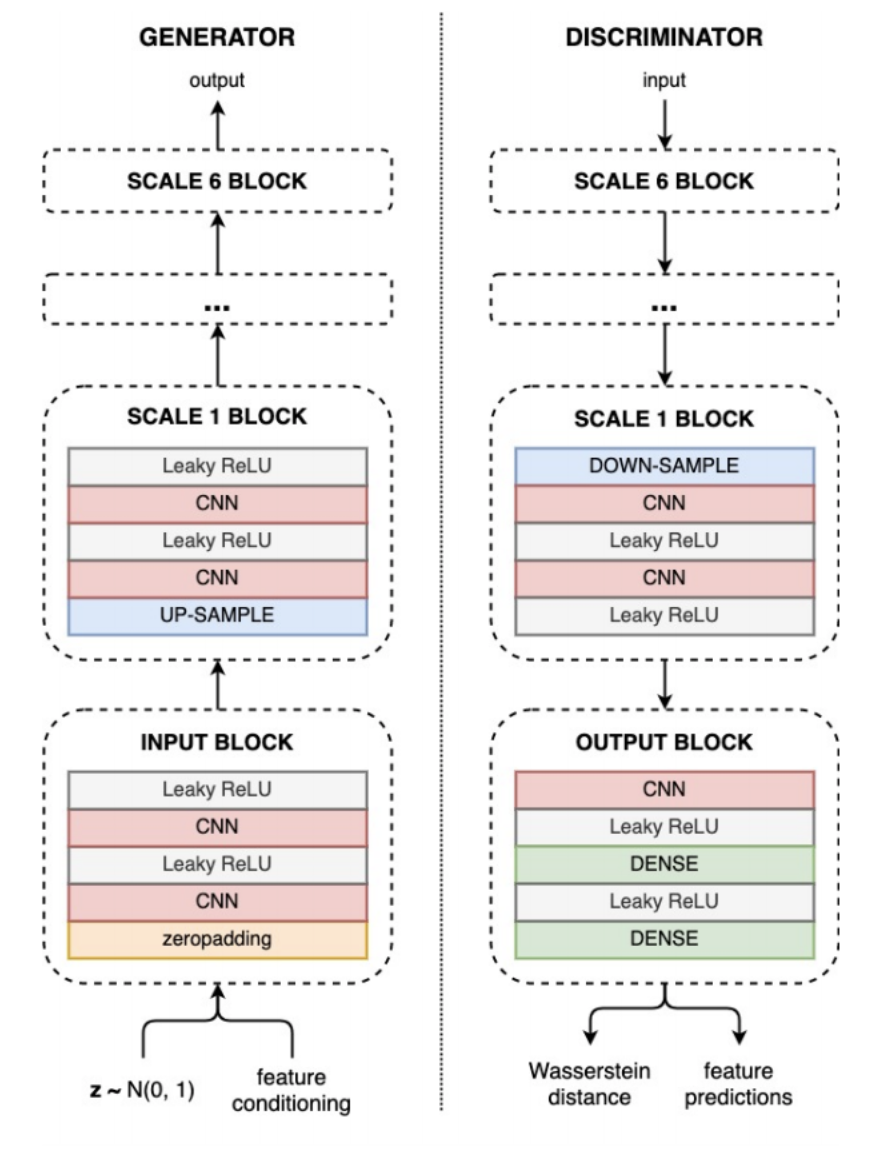 GENERATOR
output
SCALE 6 BLOCK
...
SCALE 1 BLOCK
Leaky ReLU
CNN
Leaky ReLU
CNN
UP-SAMPLE
INPUT BLOCK
Leaky ReLU
CNN
Leaky ReLU
CNN
zeropadding
z ~ N(0, 1)
feature
conditioning
DISCRIMINATOR
input
SCALE 6 BLOCK
...
SCALE 1 BLOCK
DOWN-SAMPLE
CNN
Leaky ReLU
CNN
Leaky ReLU
OUTPUT BLOCK
CNN
Leaky ReLU
DENSE
Leaky ReLU
DENSE
Wasserstein
distance
feature
predictions